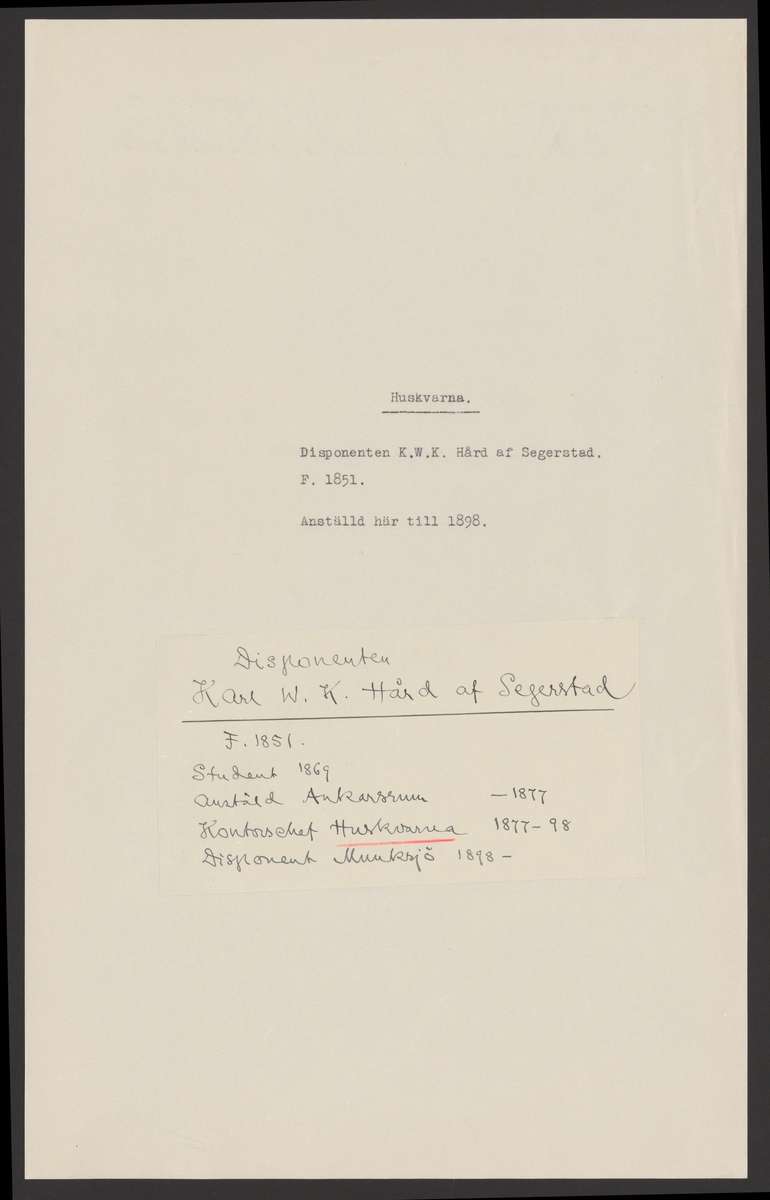 Huskvarna.
Disponenten K.W.K. Hård af Segerstad.
F. 1851.
Anställd här till 1898.
Disponenten
Karl W. K. Hård af Segerstad
F. 1851.
Student 1869
Anstäld Ankarsrum —1877
Kontorschef Huskvarna 1877-98
Disponent Munksjö 1898 -